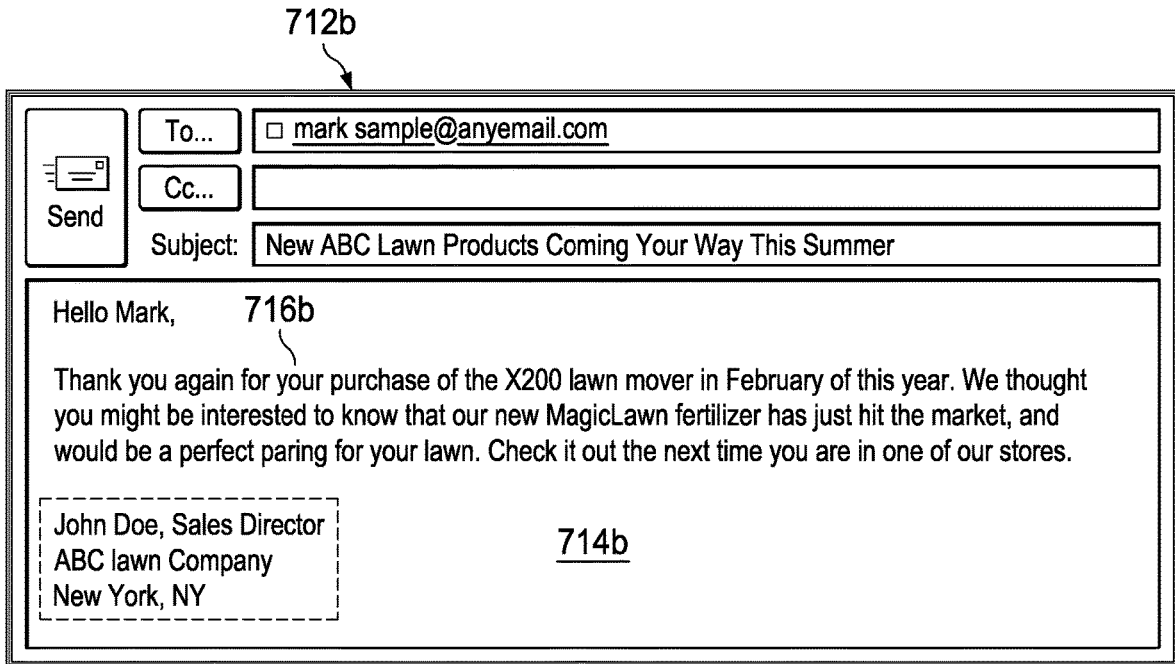 712b
To...
□ mark sample@anyemail.com
Send
Cc...
Subject: New ABC Lawn Products Coming Your Way This Summer
Hello Mark,
716b
Thank you again for your purchase of the X200 lawn mover in February of this year. We thought
you might be interested to know that our new MagicLawn fertilizer has just hit the market, and
would be a perfect paring for your lawn. Check it out the next time you are in one of our stores.
John Doe, Sales Director
ABC lawn Company
New York, NY
714b